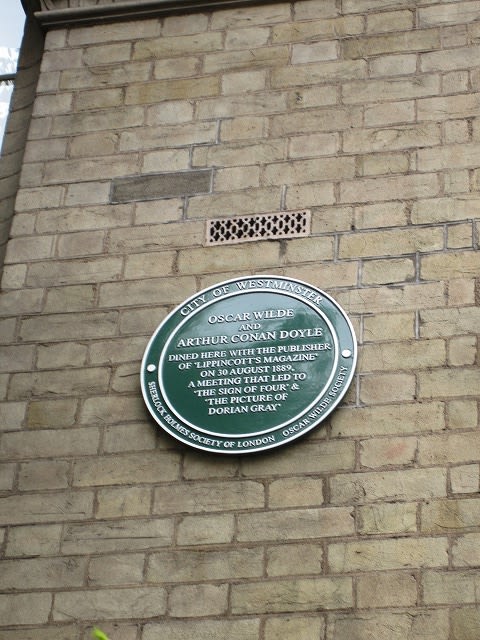 CITY OF WESTMINSTER
OSCAR WILDE
AND
ARTHUR CONAN DOYLE
DINED HERE WITH THE PUBLISHER
OF "LIPPINCOTT'S MAGAZINE"
ON 30 AUGUST 1889,
A MEETING THAT LED TO
'THE SIGN OF FOUR' &
'THE PICTURE OF
DORIAN GRAY'
SHERLOCK HOLMES SOCIETY OF LONDON
OSCAR WILDE SOCIETY